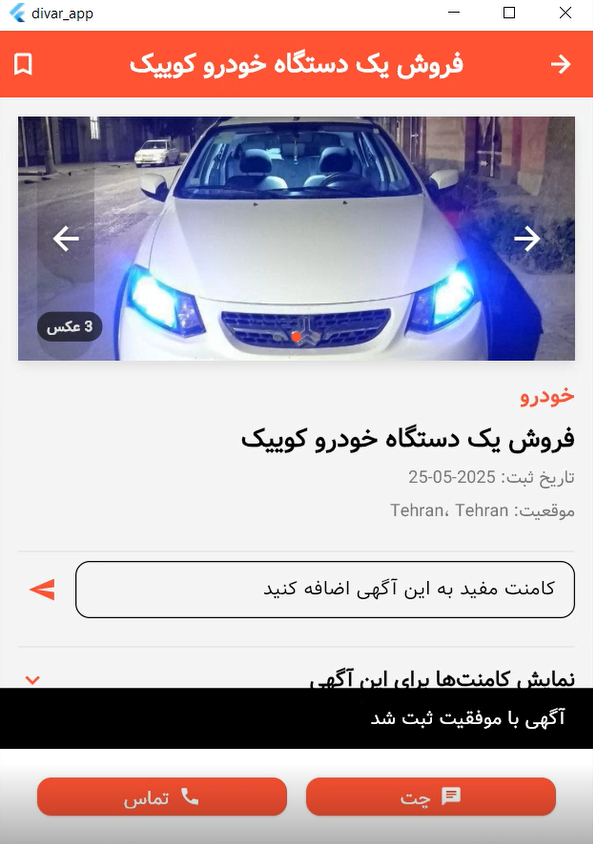 divar_app
فروش یک دستگاه خودرو کوییک
3 عکس
خودرو
فروش یک دستگاه خودرو کوییک
تاریخ ثبت: 2025-05-25
موقعیت: Tehran، Tehran
کامنت مفید به این آگهی اضافه کنید
نمایش کامنت‌ها برای این آگهی
آگهی با موفقیت ثبت شد
چت
تماس